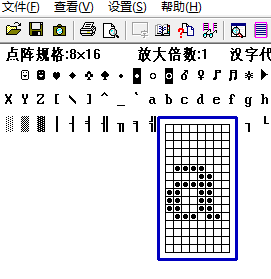 文件(F) 查看(V) 设置(S) 帮助(H)
点阵规格:8×16 放大倍数:1 汉字代
☺ ☻ ♥ ♦ ♣ ♠ • ◘ ○ ◙ ♂ ♀ ♪ ♫ ☼ ►
X Y Z [ \ ] ^ _ ` a b c d e f g h
░ ▒ ▓ │ ┤ ╡ ╢ ╖ ╕ ╣ ┐ └